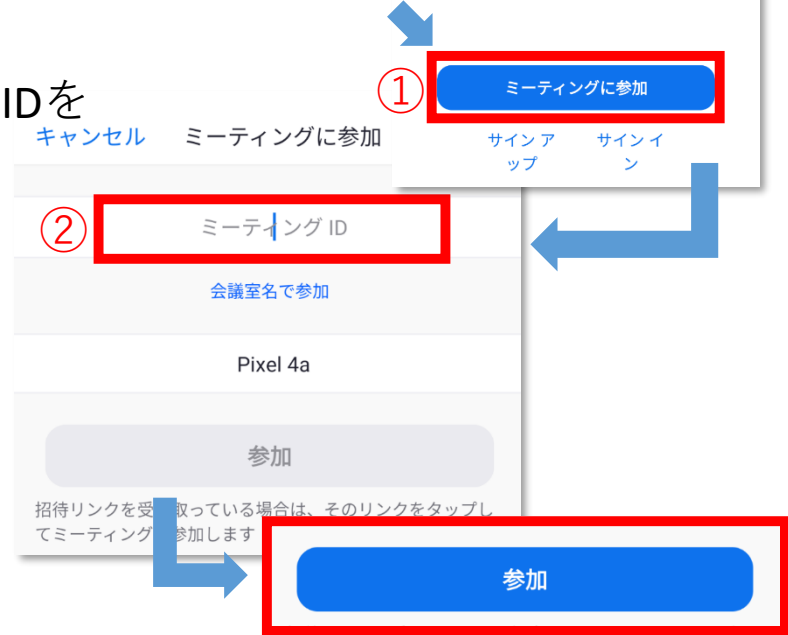 ①
ミーティングに参加
サイン ア
ップ
サイン イ
ン
IDを
キャンセル ミーティングに参加
②
ミーティング ID
会議室名で参加
Pixel 4a
参加
招待リンクを受 取っている場合は、そのリンクをタップし
てミーティング 参加します
参加